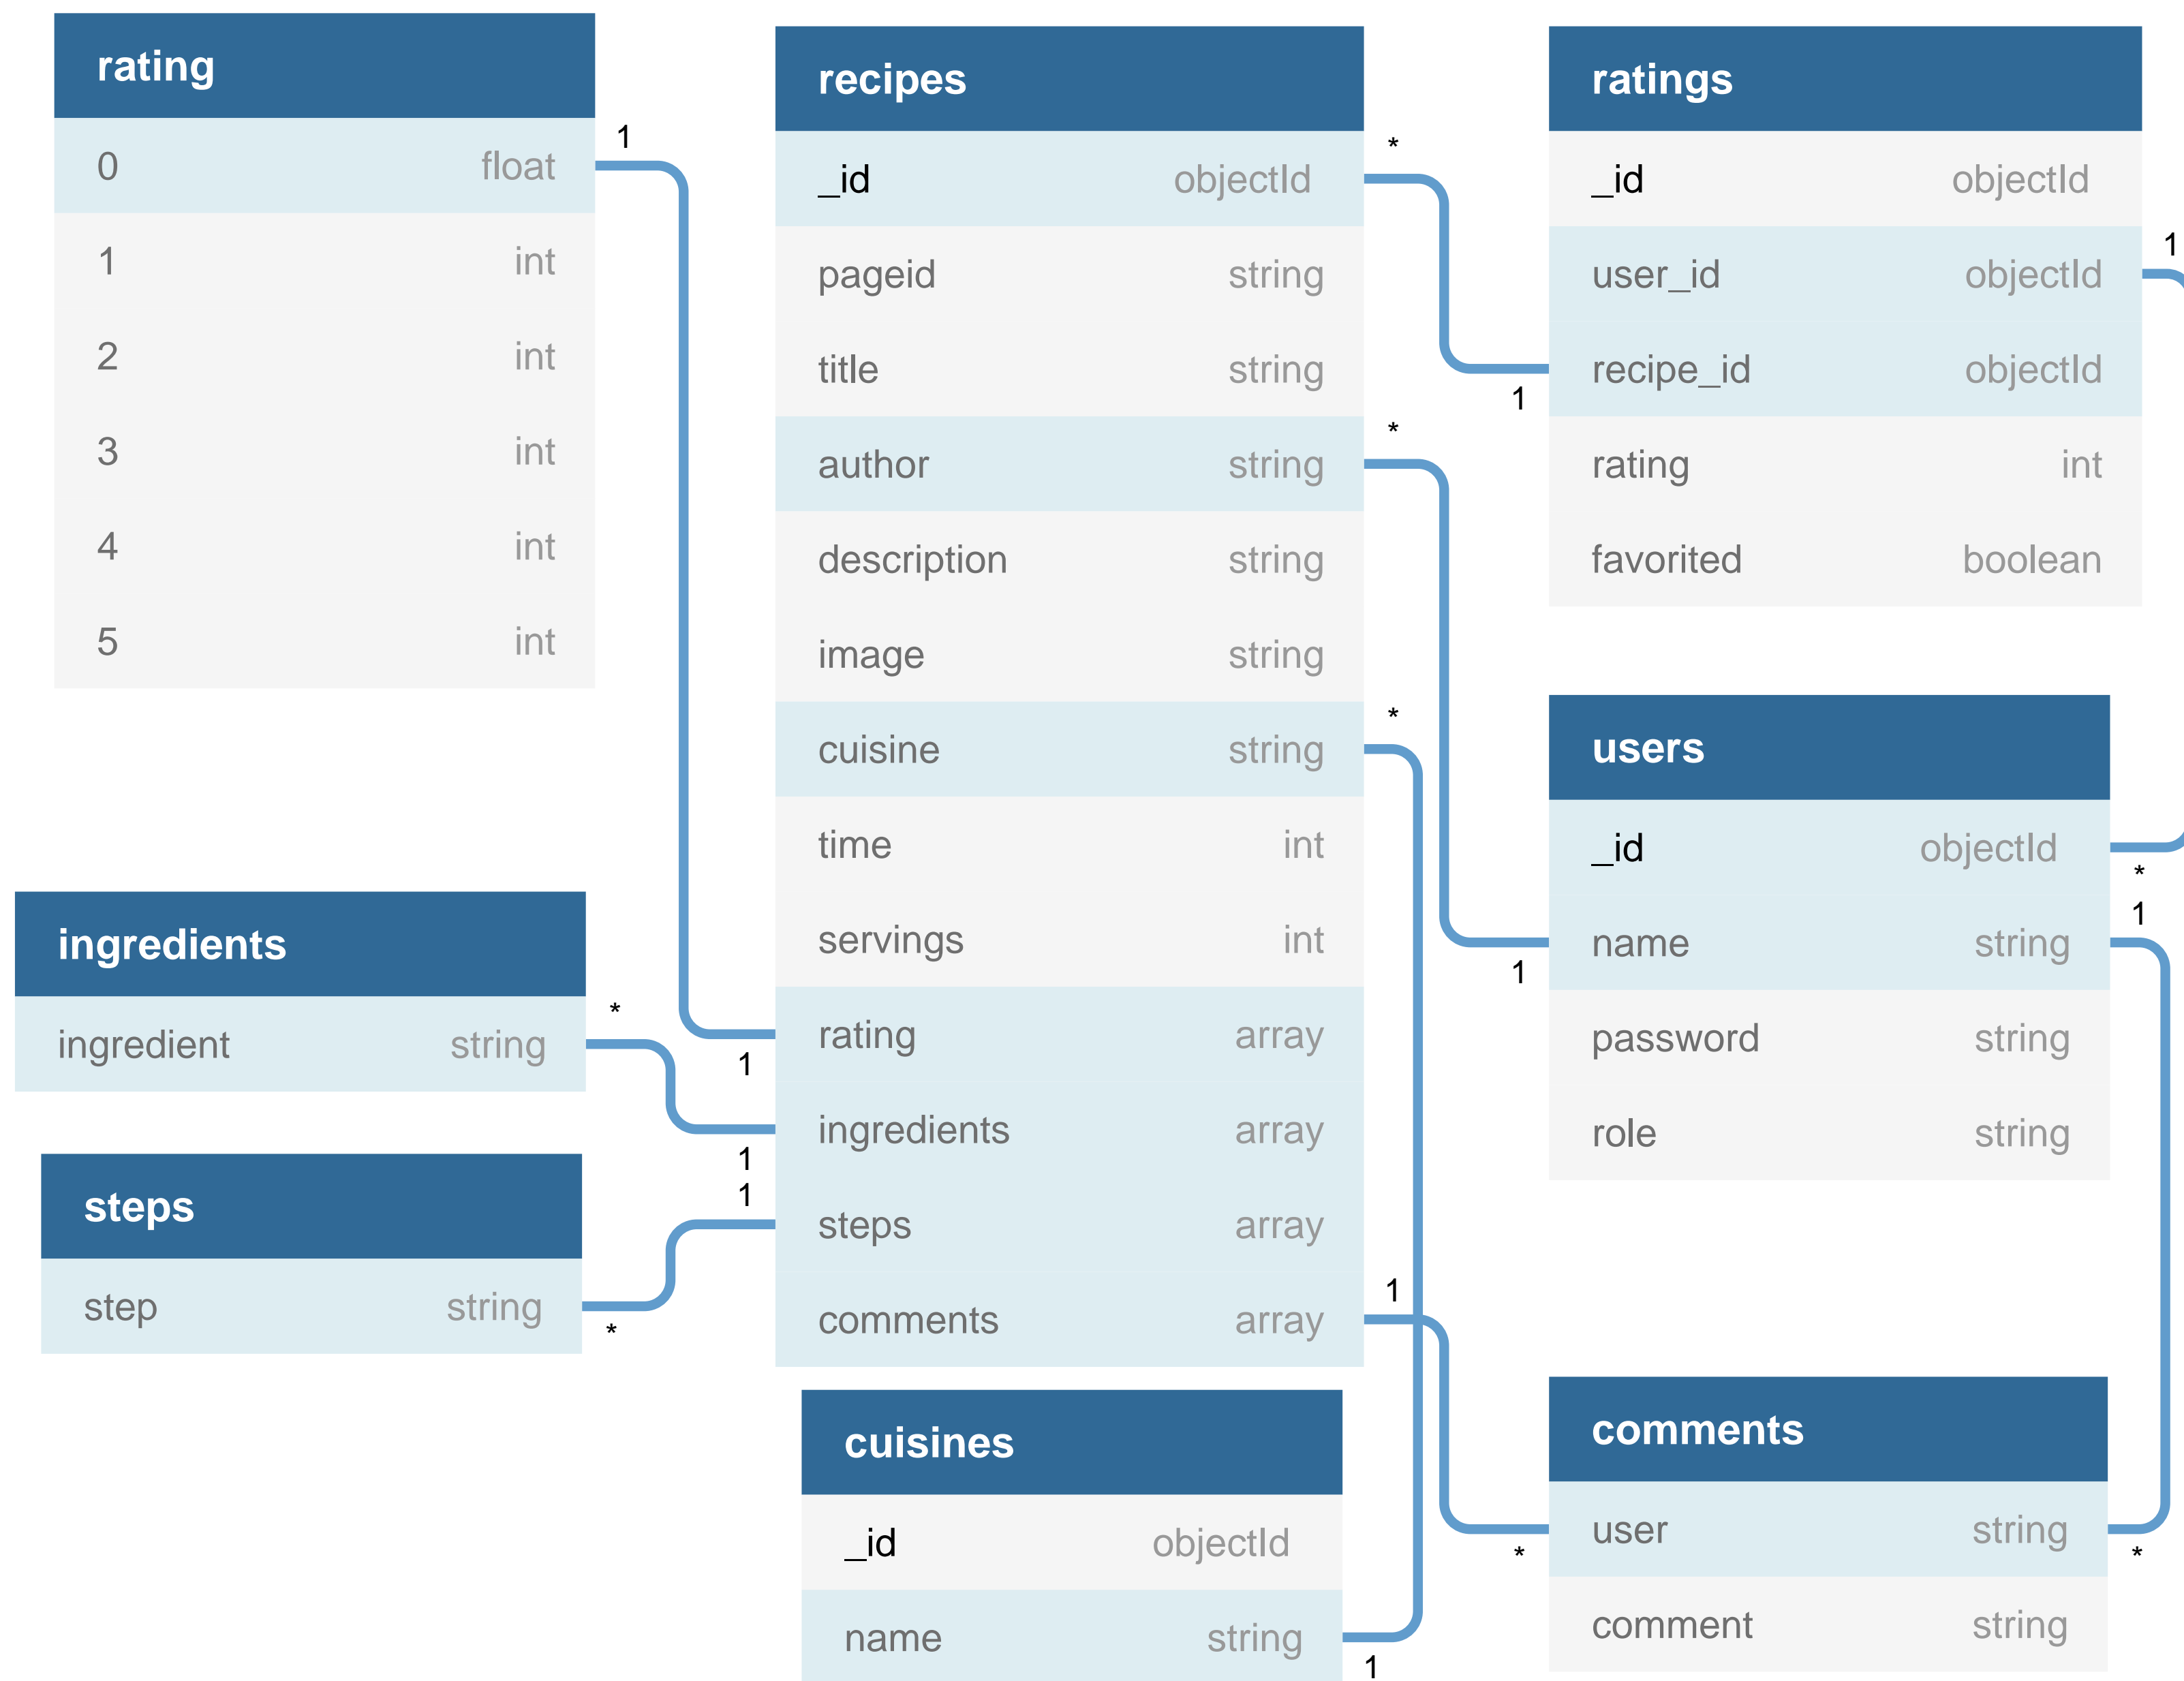 rating
0 float
1 int
2 int
3 int
4 int
5 int
1
1
recipes
_id objectId
pageid string
title string
author string
description string
image string
cuisine string
time int
servings int
rating array
ingredients array
steps array
comments array
*
1
*
1
*
1
1
*
ratings
_id objectId
user_id objectId
recipe_id objectId
rating int
favorited boolean
1
users
_id objectId
name string
password string
role string
*
1
ingredients
ingredient string
*
1
steps
step string
1
*
cuisines
_id objectId
name string
comments
user string
comment string
*